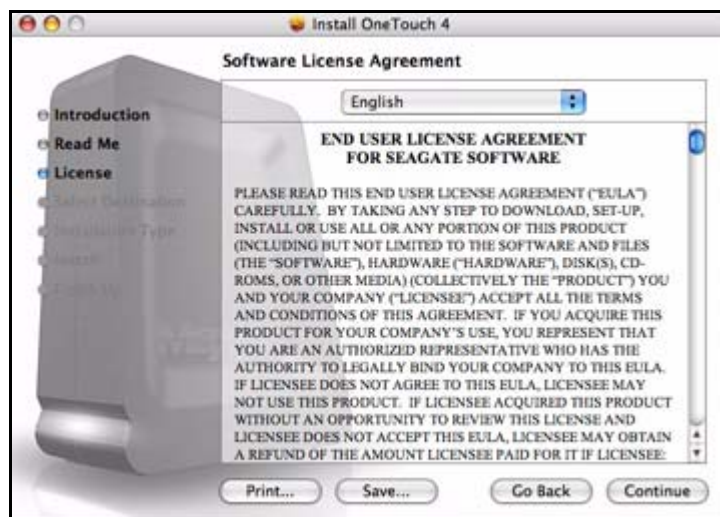 Install OneTouch 4
Software License Agreement
English
Introduction
Read Me
License
Select Destination
Installation Type
Install
Finish Up
END USER LICENSE AGREEMENT
FOR SEAGATE SOFTWARE
PLEASE READ THIS END USER LICENSE AGREEMENT (“EULA”)
CAREFULLY. BY TAKING ANY STEP TO DOWNLOAD, SET-UP,
INSTALL OR USE ALL OR ANY PORTION OF THIS PRODUCT
(INCLUDING BUT NOT LIMITED TO THE SOFTWARE AND FILES
(THE “SOFTWARE”), HARDWARE (“HARDWARE”), DISK(S), CD-
ROMS, OR OTHER MEDIA) (COLLECTIVELY THE “PRODUCT”) YOU
AND YOUR COMPANY (“LICENSEE”) ACCEPT ALL THE TERMS
AND CONDITIONS OF THIS AGREEMENT. IF YOU ACQUIRE THIS
PRODUCT FOR YOUR COMPANY’S USE, YOU REPRESENT THAT
YOU ARE AN AUTHORIZED REPRESENTATIVE WHO HAS THE
AUTHORITY TO LEGALLY BIND YOUR COMPANY TO THIS EULA.
IF LICENSEE DOES NOT AGREE TO THIS EULA, LICENSEE MAY
NOT USE THIS PRODUCT. IF LICENSEE ACQUIRED THIS PRODUCT
WITHOUT AN OPPORTUNITY TO REVIEW THIS LICENSE AND
LICENSEE DOES NOT ACCEPT THIS EULA, LICENSEE MAY OBTAIN
A REFUND OF THE AMOUNT LICENSEE PAID FOR IT IF LICENSEE:
Print...
Save...
Go Back
Continue